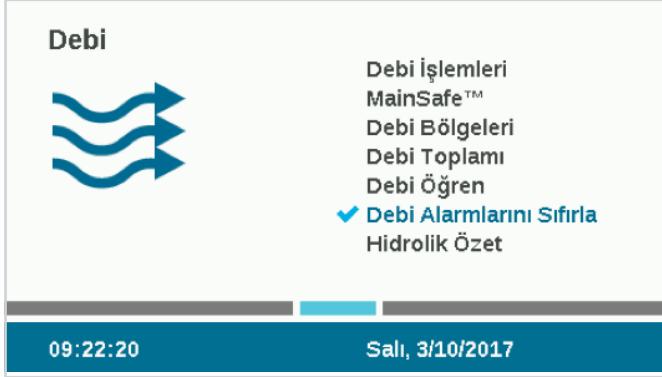 Debi
Debi İşlemleri
MainSafe™
Debi Bölgeleri
Debi Toplamı
Debi Öğren
Debi Alarmlarını Sıfırla
Hidrolik Özet
09:22:20
Salı, 3/10/2017